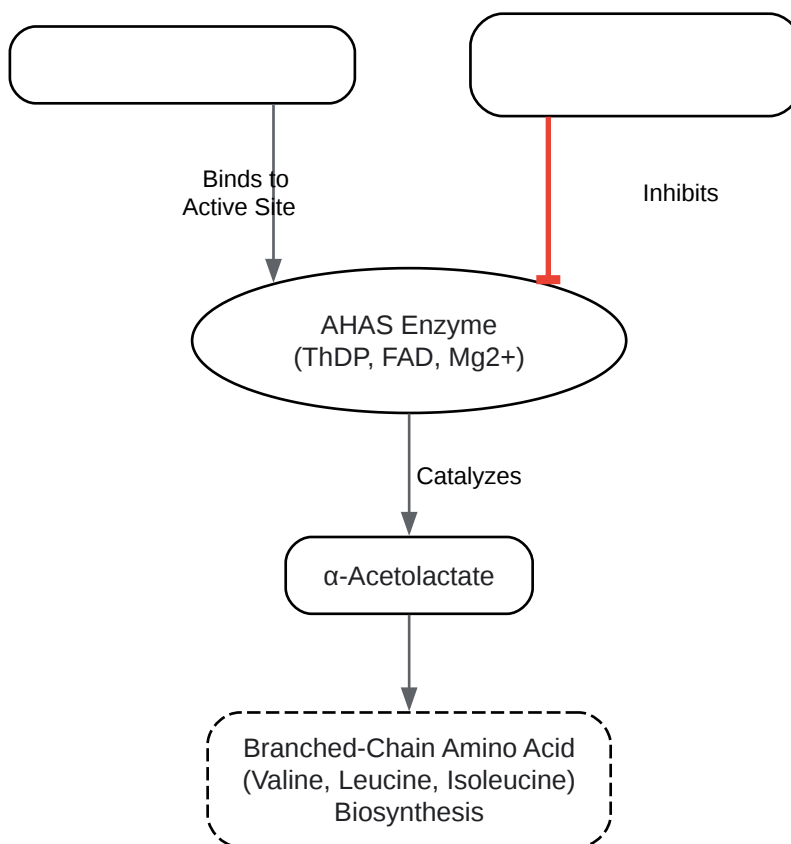 Binds to
Active Site
Inhibits
AHAS Enzyme
(ThDP, FAD, Mg2+)
Catalyzes
α-Acetolactate
Branched-Chain Amino Acid
(Valine, Leucine, Isoleucine)
Biosynthesis